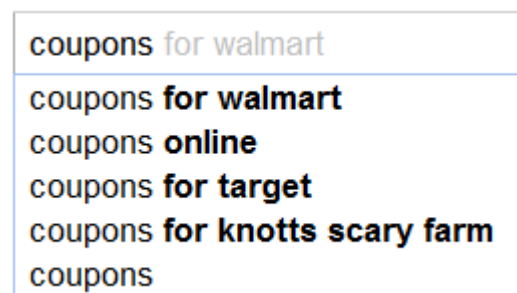 coupons for walmart
coupons for walmart
coupons online
coupons for target
coupons for knotts scary farm
coupons